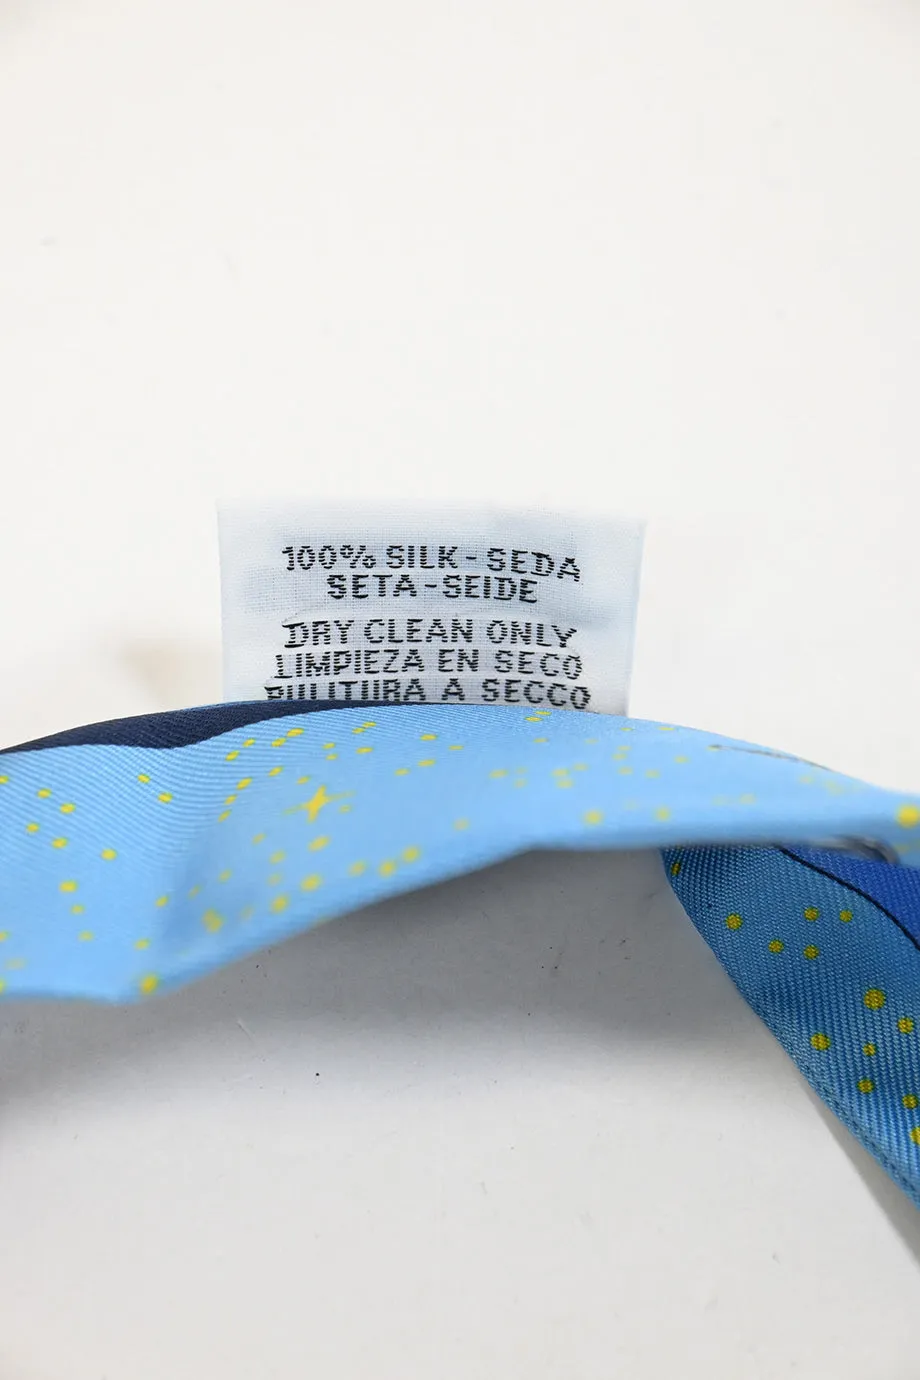 100% SILK - SEDA
SETA - SEIDE
DRY CLEAN ONLY
LIMPIEZA EN SECO
PULITURA A SECCO